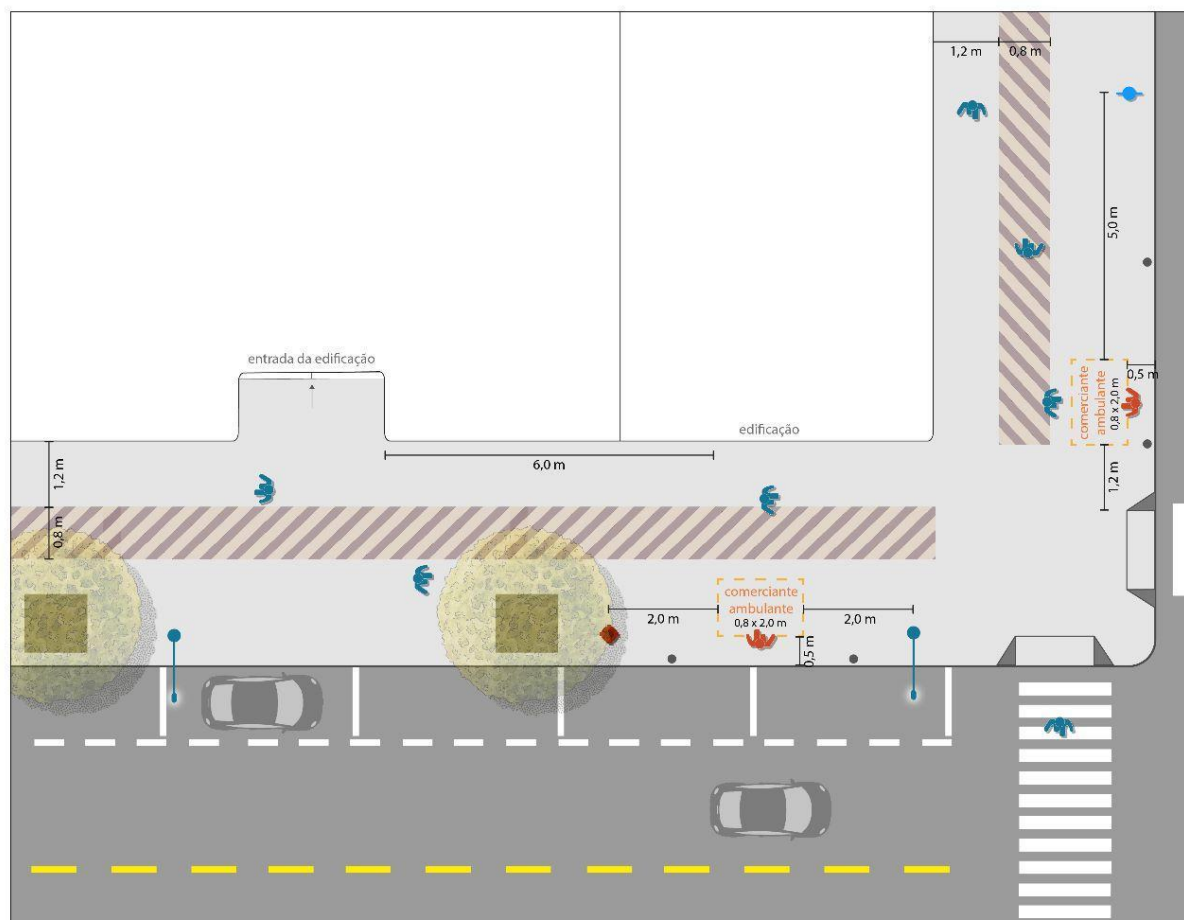 1,2 m
0,8 m
5,0 m
entrada da edificação
0,5 m
comerciante
ambulante
0,8 x 2,0 m
edificação
6,0 m
1,2 m
1,2 m
0,8 m
comerciante
ambulante
0,8 x 2,0 m
2,0 m
2,0 m
0,5 m